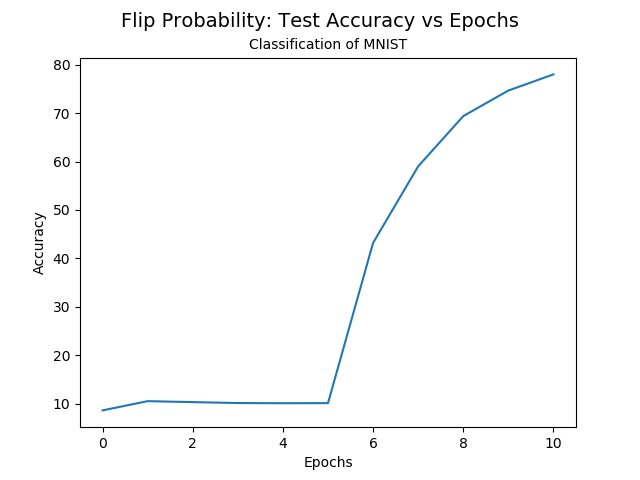 Flip Probability: Test Accuracy vs Epochs
Classification of MNIST
80
70
60
50
40
30
20
10
Accuracy
0 2 4 6 8 10
Epochs